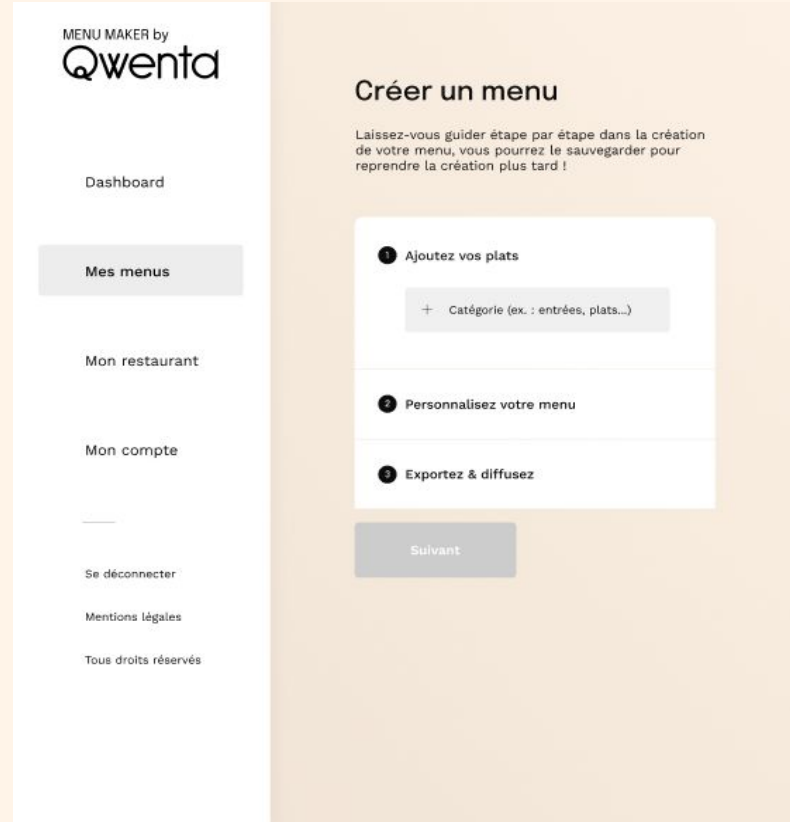 MENU MAKER by
Qwenta
Dashboard
Mes menus
Mon restaurant
Mon compte
Se déconnecter
Mentions légales
Tous droits réservés
Créer un menu
Laissez-vous guider étape par étape dans la création
de votre menu, vous pourrez le sauvegarder pour
reprendre la création plus tard !
1 Ajoutez vos plats
+ Catégorie (ex. : entrées, plats...)
2 Personnalisez votre menu
3 Exportez & diffusez
Suivant